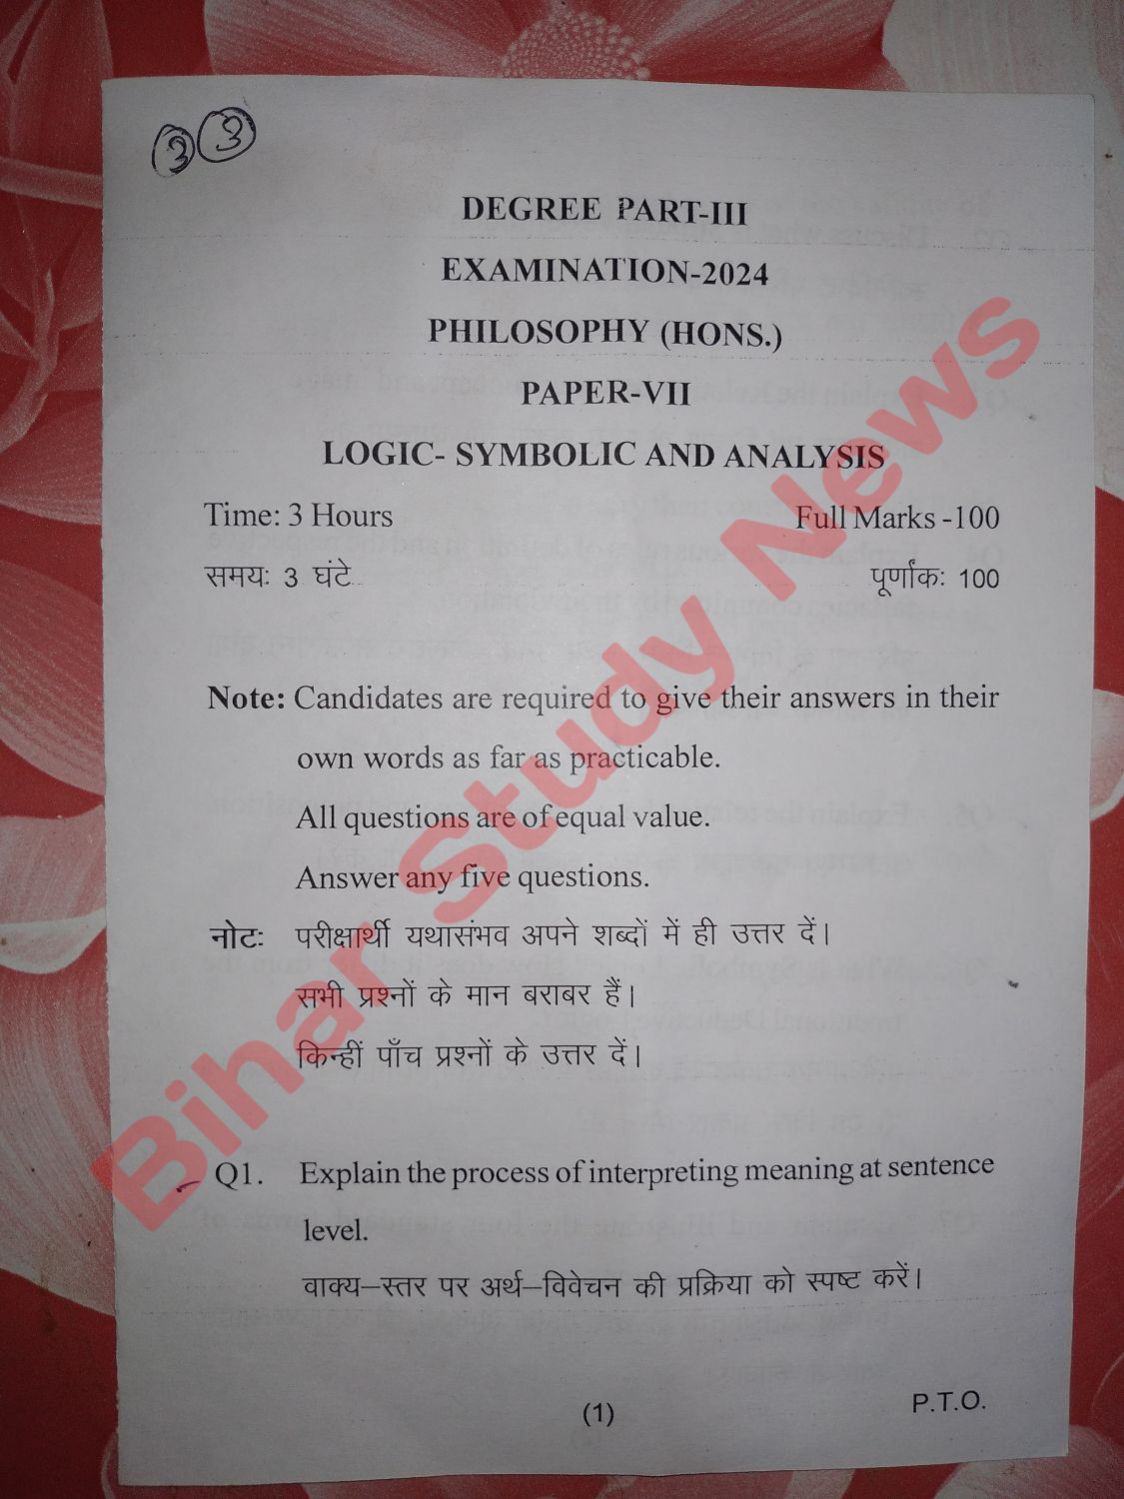 3 3
DEGREE PART-III
EXAMINATION-2024
PHILOSOPHY (HONS.)
PAPER-VII
LOGIC- SYMBOLIC AND ANALYSIS
Time: 3 Hours Full Marks -100
समयः 3 घंटे पूर्णांकः 100
Note: Candidates are required to give their answers in their
own words as far as practicable.
All questions are of equal value.
Answer any five questions.
नोटः परीक्षार्थी यथासंभव अपने शब्दों में ही उत्तर दें।
सभी प्रश्नों के मान बराबर हैं।
किन्हीं पाँच प्रश्नों के उत्तर दें।
Q1. Explain the process of interpreting meaning at sentence
level.
वाक्य–स्तर पर अर्थ–विवेचन की प्रक्रिया को स्पष्ट करें।
(1) P.T.O.
Bihar Study News